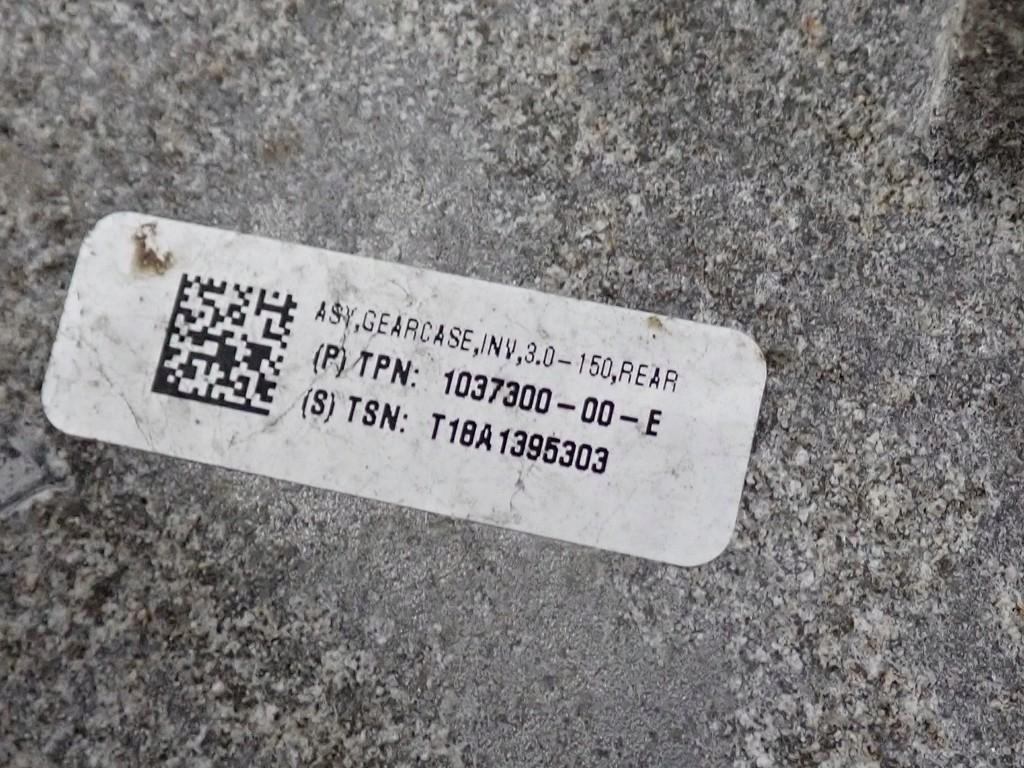 ASY,GEARCASE,INV,3.0-150,REAR
(P) TPN: 1037300-00-E
(S) TSN: T18A1395303